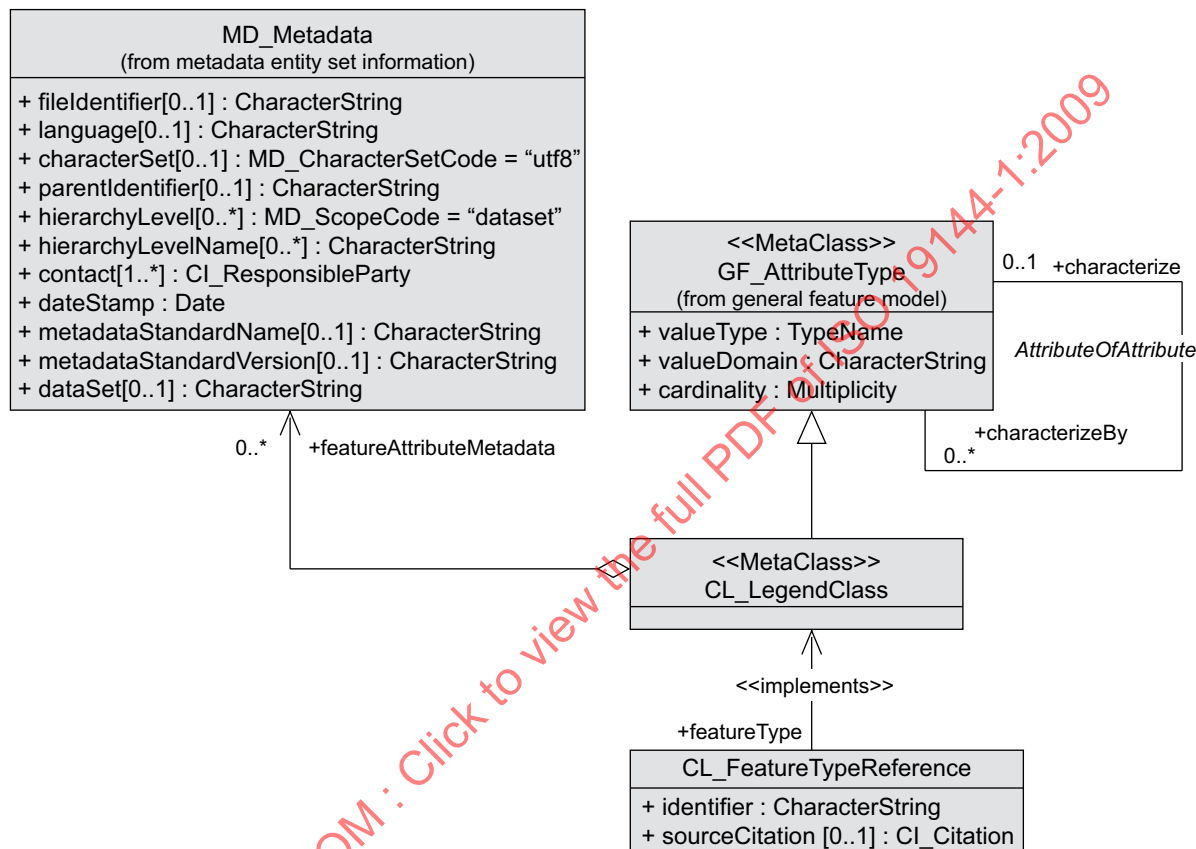 MD_Metadata
(from metadata entity set information)
+ fileIdentifier[0..1] : CharacterString
+ language[0..1] : CharacterString
+ characterSet[0..1] : MD_CharacterSetCode = “utf8”
+ parentIdentifier[0..1] : CharacterString
+ hierarchyLevel[0..*] : MD_ScopeCode = “dataset”
+ hierarchyLevelName[0..*] : CharacterString
+ contact[1..*] : CI_ResponsibleParty
+ dateStamp : Date
+ metadataStandardName[0..1] : CharacterString
+ metadataStandardVersion[0..1] : CharacterString
+ dataSet[0..1] : CharacterString
0..* +featureAttributeMetadata
<<MetaClass>>
GF_AttributeType
(from general feature model)
+ valueType : TypeName
+ valueDomain : CharacterString
+ cardinality : Multiplicity
0..1 +characterize
AttributeOfAttribute
+characterizeBy
0..*
<<MetaClass>>
CL_LegendClass
<<implements>>
+featureType
CL_FeatureTypeReference
+ identifier : CharacterString
+ sourceCitation [0..1] : CI_Citation
OM : Click to view the full PDF of ISO 19144-1:2009